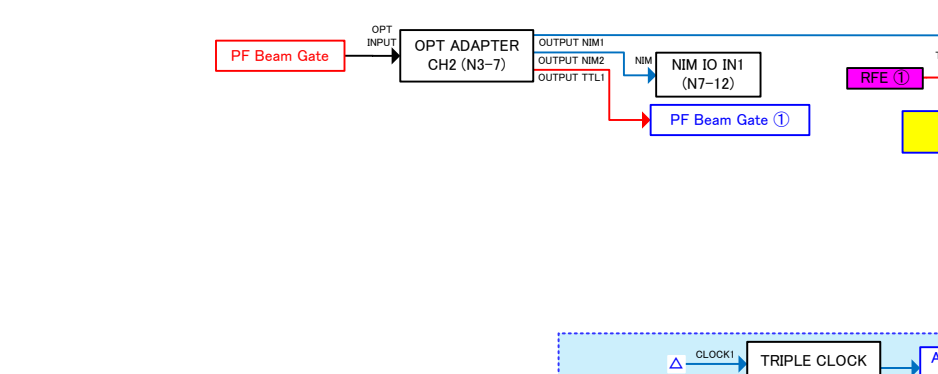 PF Beam Gate
OPT
INPUT
OPT ADAPTER
CH2 (N3-7)
OUTPUT NIM1
OUTPUT NIM2
OUTPUT TTL1
NIM
NIM IO IN1
(N7-12)
PF Beam Gate ①
RFE ①
CLOCK1
TRIPLE CLOCK